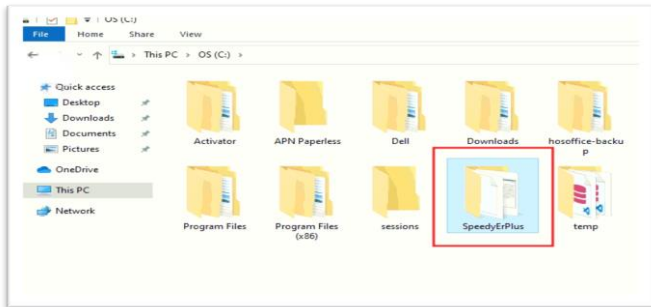 OS (C:)
File Home Share View
This PC > OS (C:) >
Quick access
Desktop
Downloads
Documents
Pictures
OneDrive
This PC
Network
Activator APN Paperless Dell Downloads hosoffice-backu
p
Program Files Program Files sessions SpeedyErPlus temp
(x86)